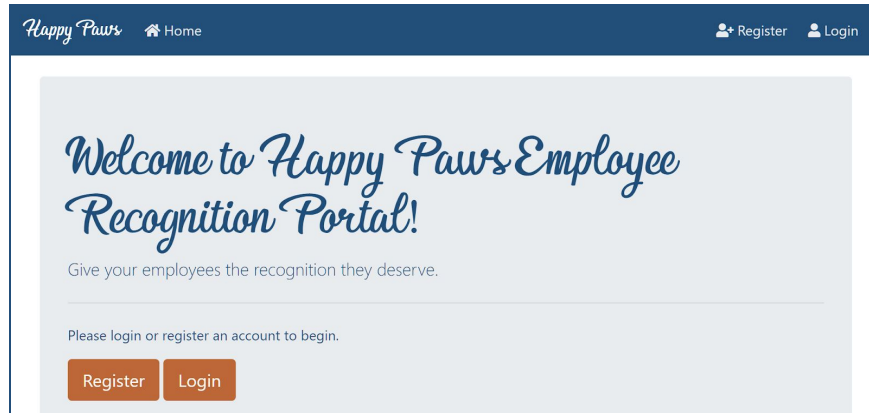 Happy Paws Home Register Login
Welcome to Happy Paws Employee
Recognition Portal!
Give your employees the recognition they deserve.
Please login or register an account to begin.
Register Login